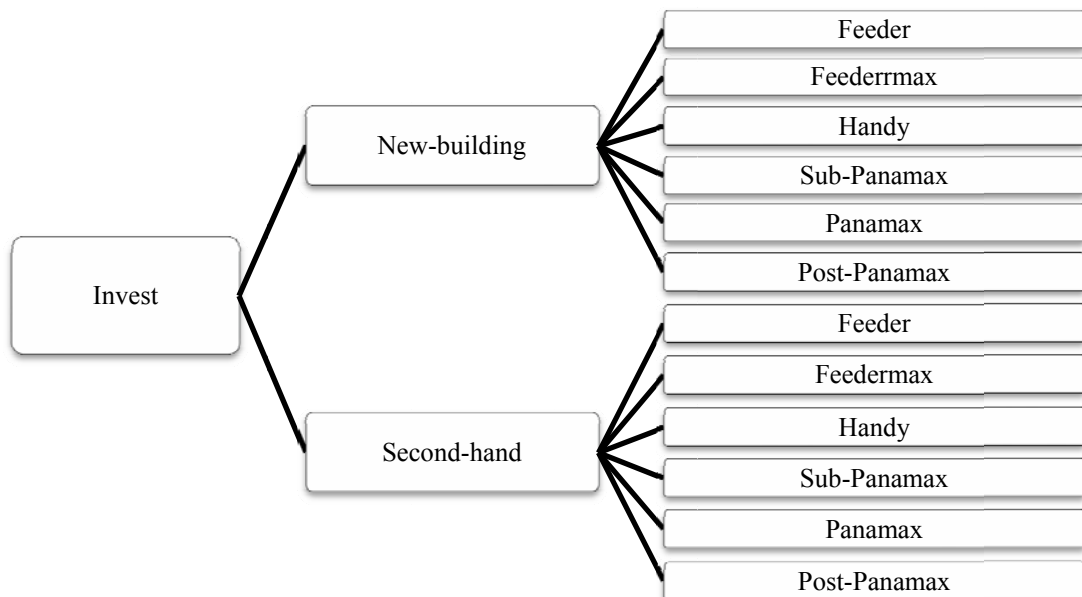 Invest
New-building
Feeder
Feederrmax
Handy
Sub-Panamax
Panamax
Post-Panamax
Second-hand
Feeder
Feedermax
Handy
Sub-Panamax
Panamax
Post-Panamax